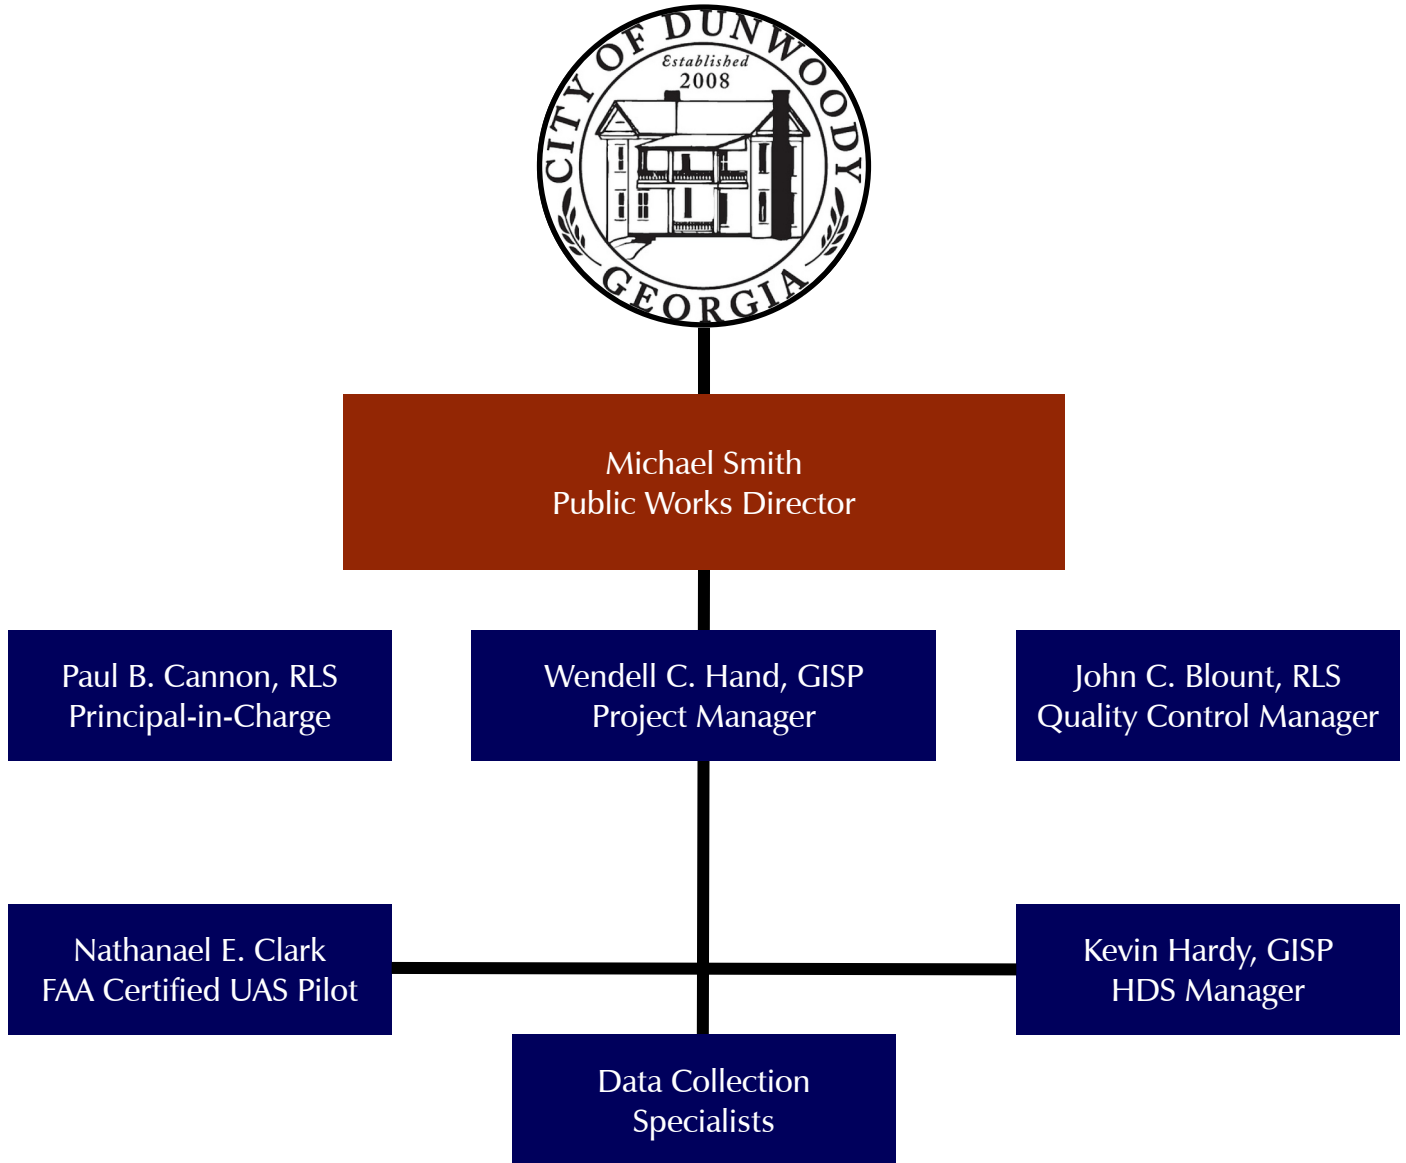 CITY OF DUNWOODY
Established
2008
GEORGIA
Michael Smith
Public Works Director
Paul B. Cannon, RLS
Principal-in-Charge
Wendell C. Hand, GISP
Project Manager
John C. Blount, RLS
Quality Control Manager
Nathanael E. Clark
FAA Certified UAS Pilot
Kevin Hardy, GISP
HDS Manager
Data Collection
Specialists